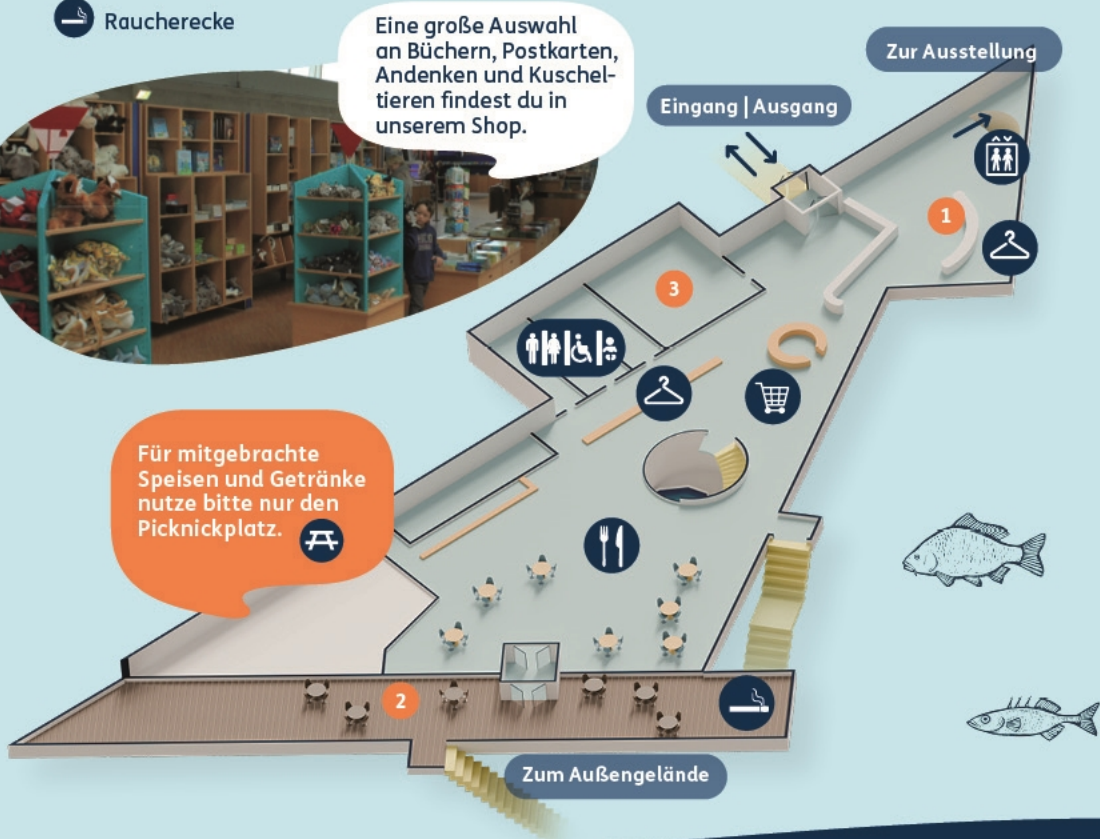 Raucherecke
Eine große Auswahl
an Büchern, Postkarten,
Andenken und Kuschel-
tieren findest du in
unserem Shop.
Zur Ausstellung
Eingang | Ausgang
1
3
Für mitgebrachte
Speisen und Getränke
nutze bitte nur den
Picknickplatz.
2
Zum Außengelände